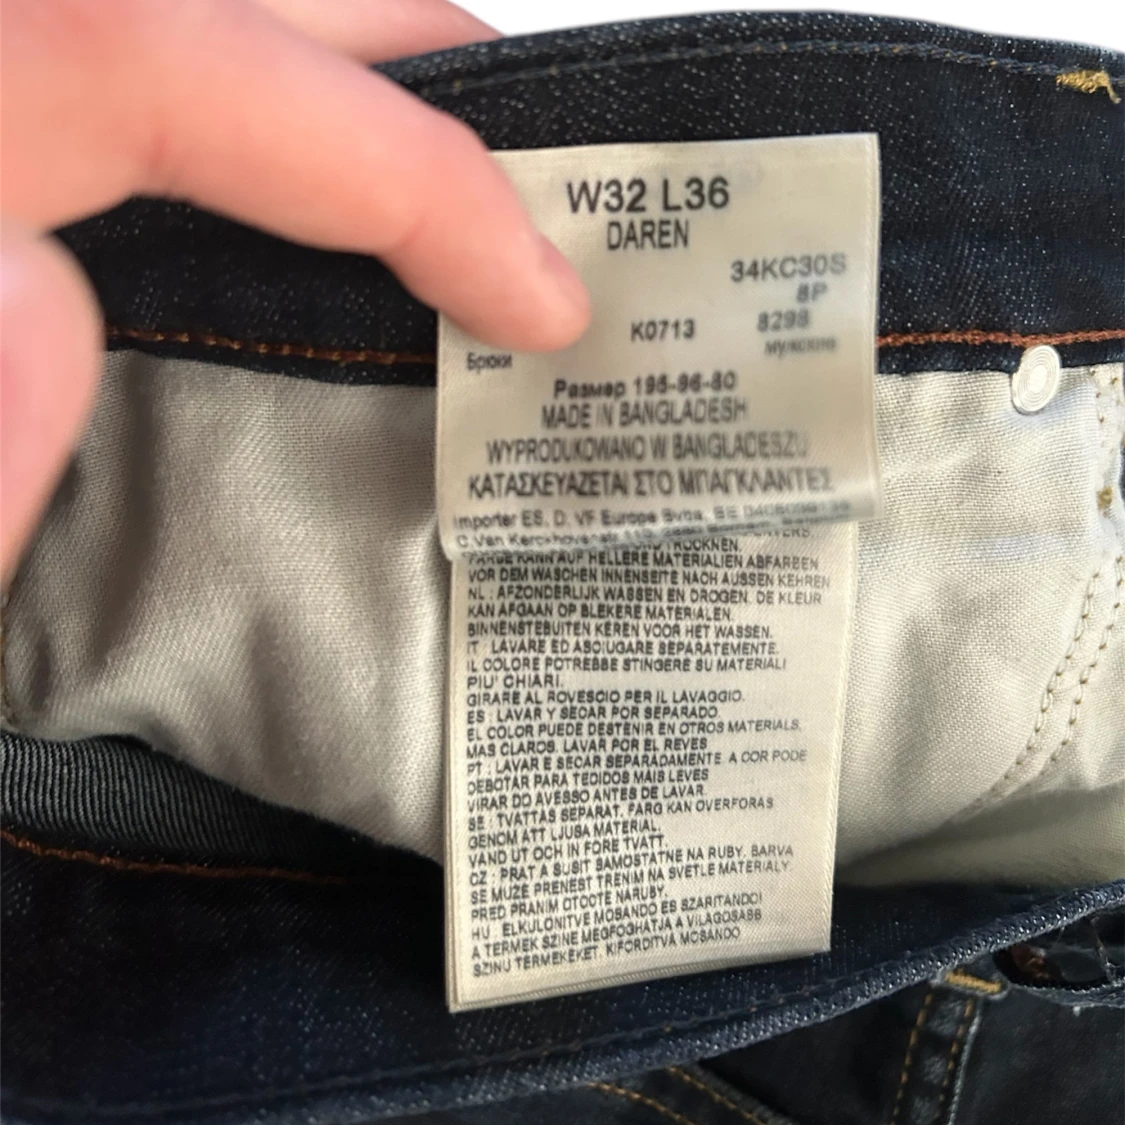 W32 L36
DAREN
34KC30S
8P
K0713 8298
Брюки мужские
Размер 195-96-80
MADE IN BANGLADESH
WYPRODUKOWANO W BANGLADESZU
ΚΑΤΑΣΚΕΥΑΖΕΤΑΙ ΣΤΟ ΜΠΑΓΚΛΑΝΤΕΣ
Importer ES, D. VF Europe Bvba, BE
C.Van Kerckhovenstr
TROCKNEN.
FARBE KANN AUF HELLERE MATERIALIEN ABFARBEN
VOR DEM WASCHEN INNENSEITE NACH AUSSEN KEHREN
NL : AFZONDERLIJK WASSEN EN DROGEN. DE KLEUR
KAN AFGAAN OP BLEKERE MATERIALEN.
BINNENSTEBUITEN KEREN VOOR HET WASSEN.
IT : LAVARE ED ASCIUGARE SEPARATEMENTE.
IL COLORE POTREBBE STINGERE SU MATERIALI
PIU' CHIARI.
GIRARE AL ROVESCIO PER IL LAVAGGIO.
ES : LAVAR Y SECAR POR SEPARADO.
EL COLOR PUEDE DESTENIR EN OTROS MATERIALS.
MAS CLAROS. LAVAR POR EL REVES
PT : LAVAR E SECAR SEPARADAMENTE. A COR PODE
DEBOTAR PARA TEDIDOS MAIS LEVES
VIRAR DO AVESSO ANTES DE LAVAR.
SE : TVATTAS SEPARAT. FARG KAN OVERFORAS
GENOM ATT LJUSA MATERIAL.
VAND UT OCH IN FORE TVATT.
CZ : PRAT A SUSIT SAMOSTATNE NA RUBY. BARVA
SE MUZE PRENEST TRENIM NA SVETLE MATERIALY.
PRED PRANIM OTOCTE NARUBY.
HU : ELKULONITVE MOSANDO ES SZARITANDO!
A TERMEK SZINE MEGFOGHATJA A VILAGOSABB
SZINU TERMEKEKET. KIFORDITVA MOSANDO